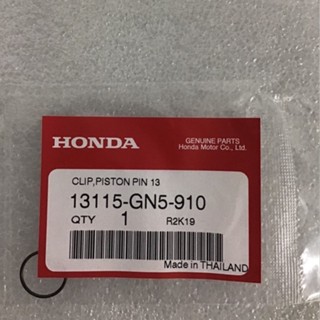 HONDA
GENUINE PARTS
Honda Motor Co., Ltd.
CLIP,PISTON PIN 13
13115-GN5-910
QTY 1 R2K19
Made in THAILAND